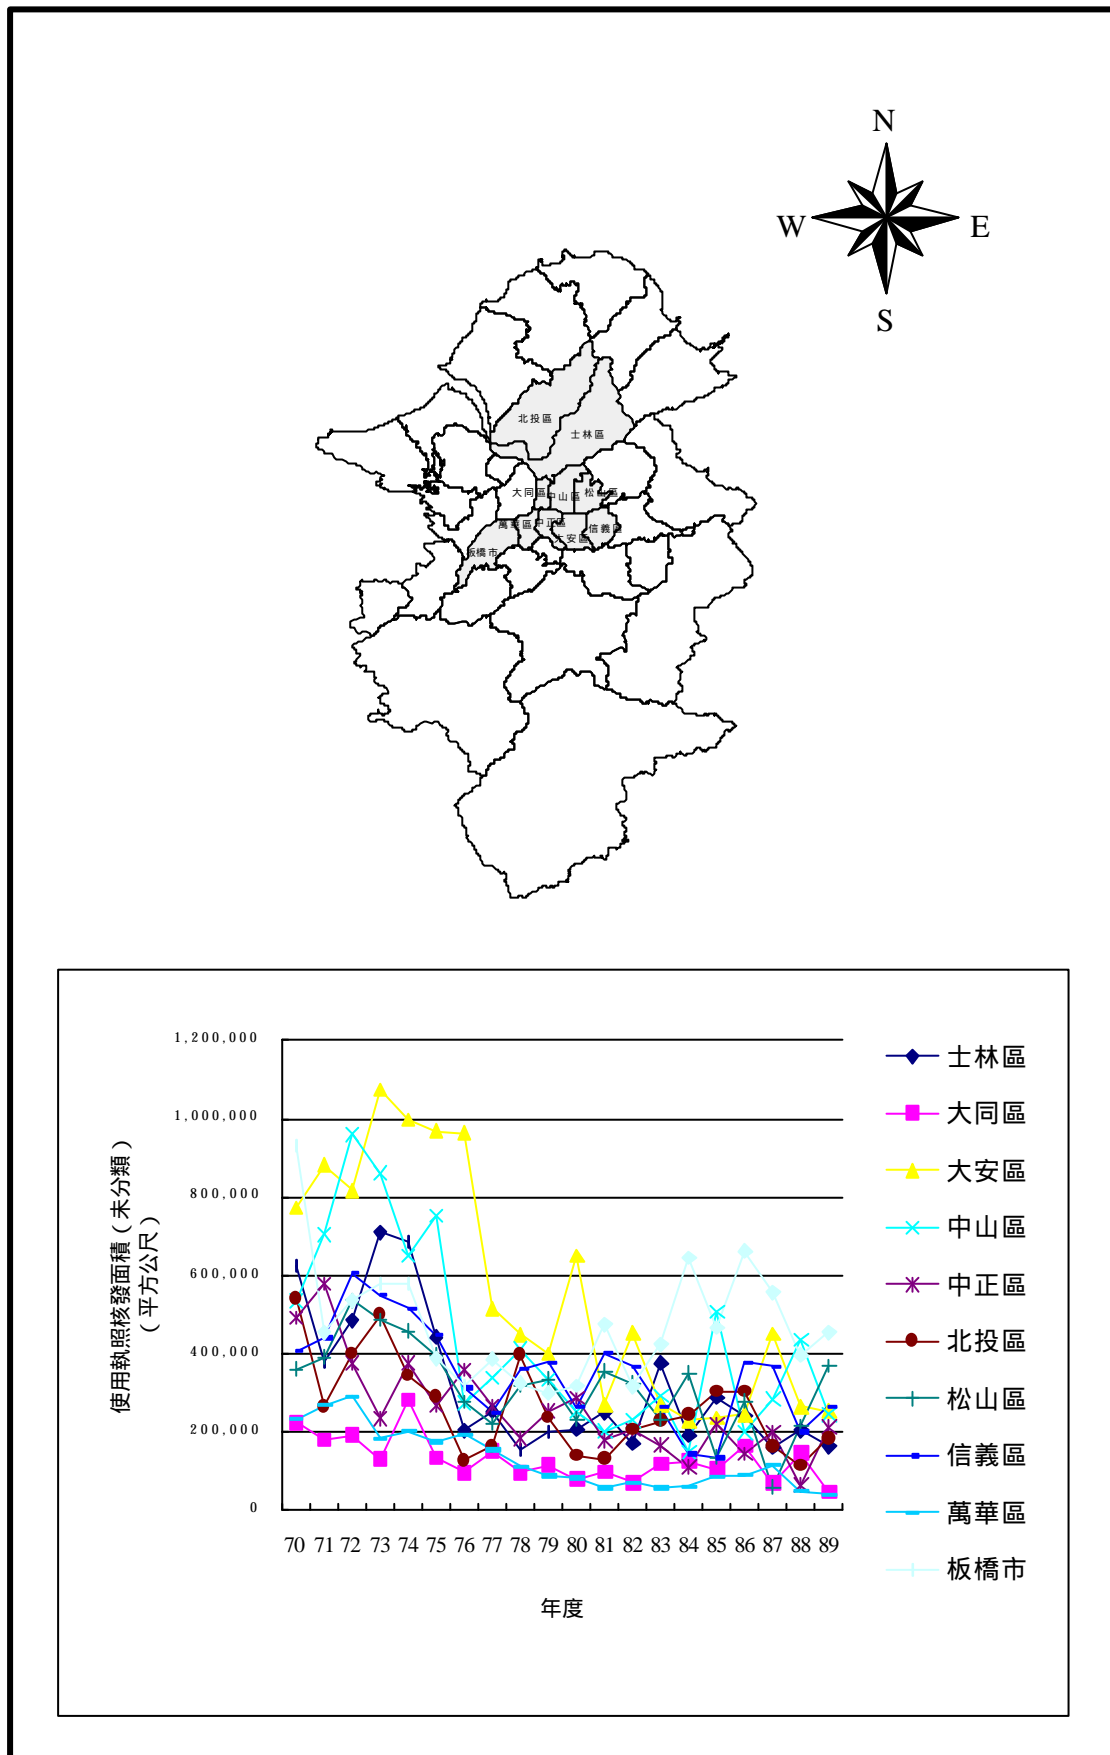 N
W
E
S
北投區
士林區
大同區
中山區
松山區
萬華區
中正區
信義區
大安區
板橋市
使用執照核發面積(未分類)
(平方公尺)
1,200,000
1,000,000
800,000
600,000
400,000
200,000
0
70 71 72 73 74 75 76 77 78 79 80 81 82 83 84 85 86 87 88 89
年度
士林區
大同區
大安區
中山區
中正區
北投區
松山區
信義區
萬華區
板橋市